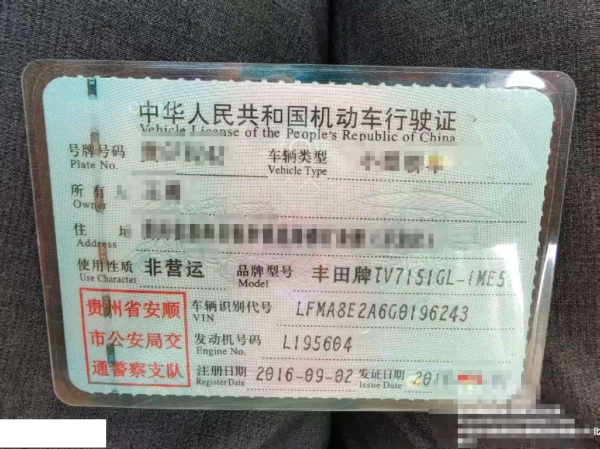 中华人民共和国机动车行驶证
Vehicle License of the People's Republic of China
号牌号码 车辆类型
Plate No. Vehicle Type
所有人
Owner
住 址
Address
使用性质 非营运 品牌型号 丰田牌TV7151GL-iME5
Use Character Model
贵州省安顺 车辆识别代号 LFMA8E2A6G0196243
市公安局交 VIN
通警察支队 发动机号码 L195604
Engine No.
注册日期 2016-09-02 发证日期 201
Register Date Issue Date
北